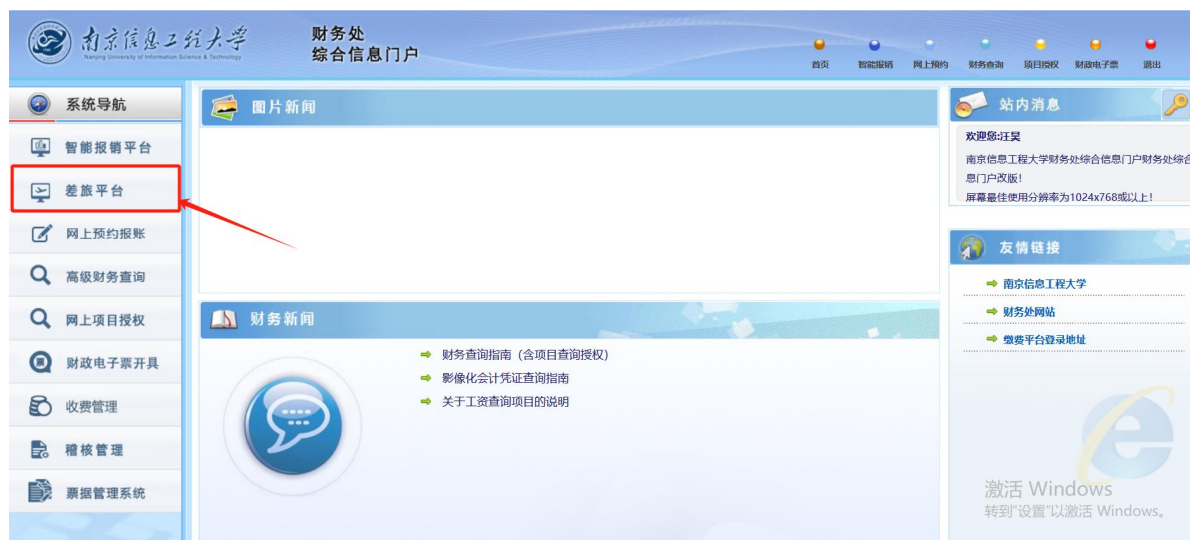 南京信息工程大学
Nanjing University of Information Science & Technology
财务处
综合信息门户
首页
智能报销
网上预约
财务查询
项目授权
财政电子票
退出
系统导航
智能报销平台
差旅平台
网上预约报账
高级财务查询
网上项目授权
财政电子票开具
收费管理
稽核管理
票据管理系统
图片新闻
财务新闻
财务查询指南（含项目查询授权）
影像化会计凭证查询指南
关于工资查询项目的说明
站内消息
欢迎您:汪昊
南京信息工程大学财务处综合信息门户财务处综合
息门户改版！
屏幕最佳使用分辨率为1024x768或以上！
友情链接
南京信息工程大学
财务处网站
缴费平台登录地址
激活 Windows
转到"设置"以激活 Windows。